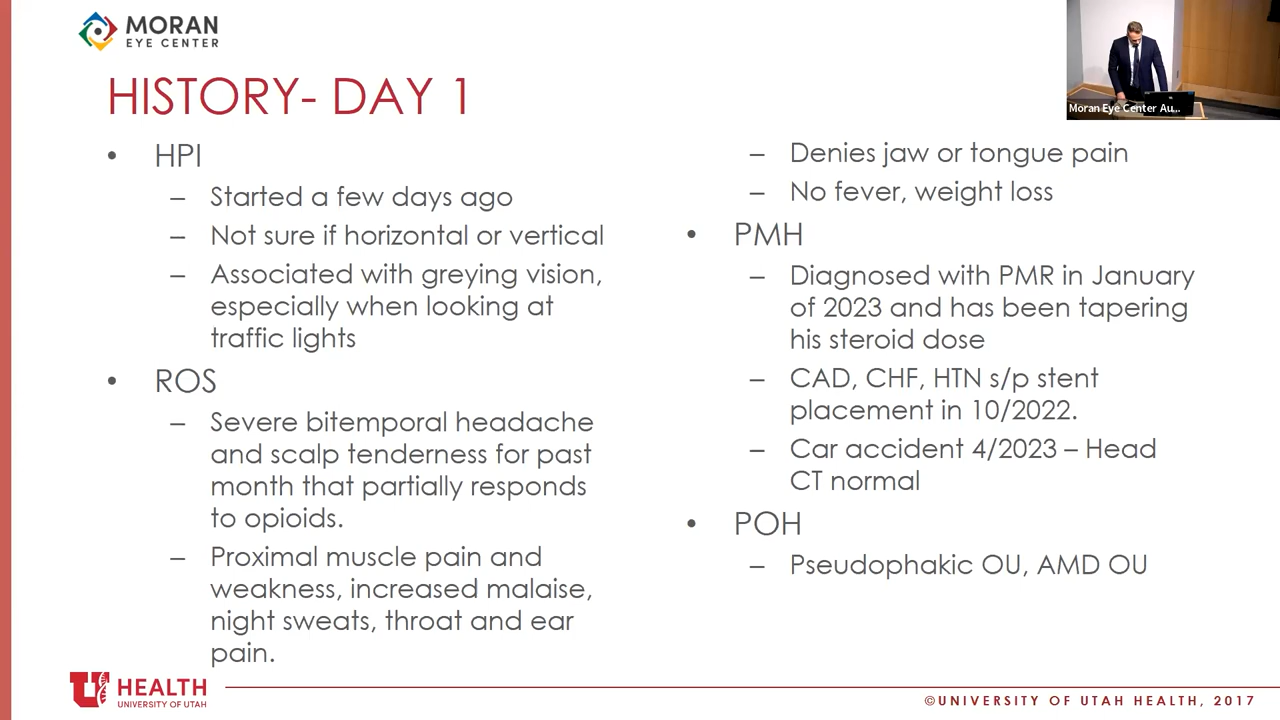 MORAN
EYE CENTER
HISTORY- DAY 1
• HPI
– Started a few days ago
– Not sure if horizontal or vertical
– Associated with greying vision,
especially when looking at
traffic lights
• ROS
– Severe bitemporal headache
and scalp tenderness for past
month that partially responds
to opioids.
– Proximal muscle pain and
weakness, increased malaise,
night sweats, throat and ear
pain.
– Denies jaw or tongue pain
– No fever, weight loss
• PMH
– Diagnosed with PMR in January
of 2023 and has been tapering
his steroid dose
– CAD, CHF, HTN s/p stent
placement in 10/2022.
– Car accident 4/2023 – Head
CT normal
• POH
– Pseudophakic OU, AMD OU
Moran Eye Center Au...
U HEALTH
UNIVERSITY OF UTAH
©UNIVERSITY OF UTAH HEALTH, 2017